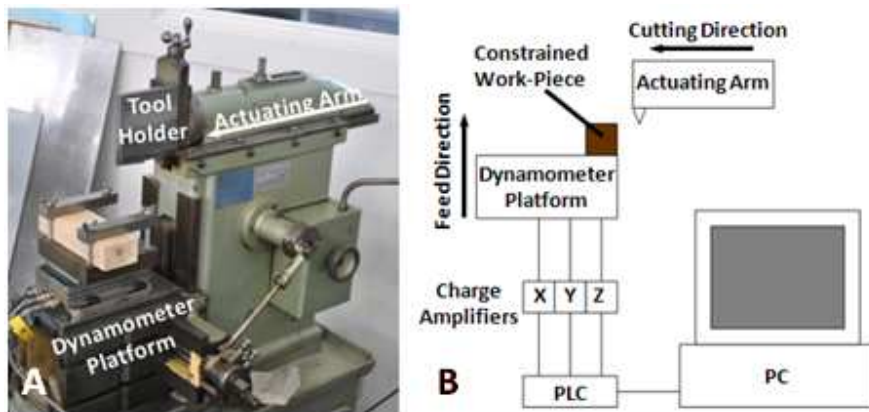 Tool
Holder
Actuating Arm
Dynamometer
Platform
A
Cutting Direction
Constrained
Work-Piece
Actuating Arm
Feed Direction
Dynamometer
Platform
Charge
Amplifiers
X Y Z
PLC
PC
B